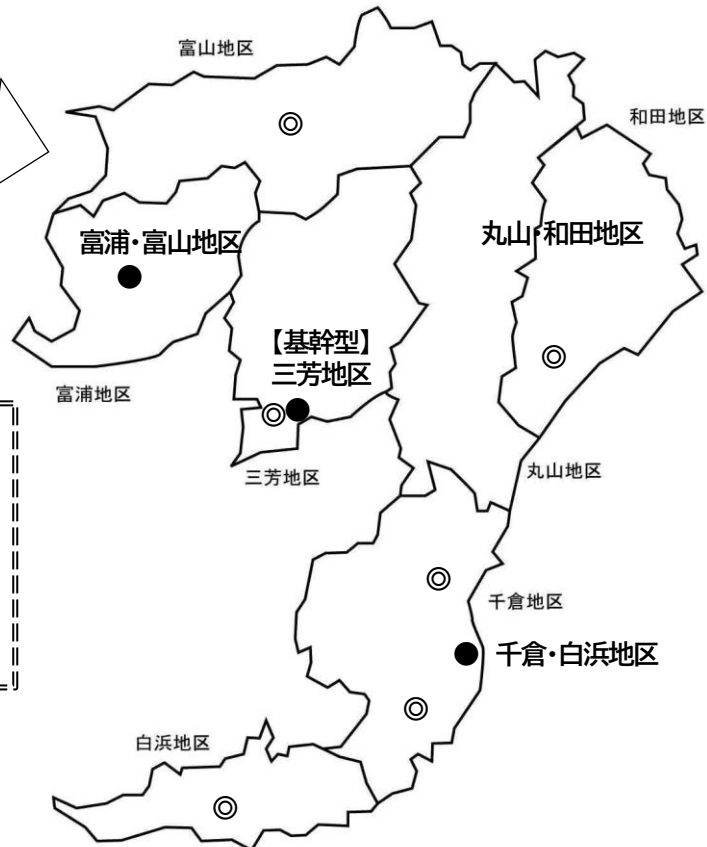 富山地区
和田地区
富浦・富山地区
丸山・和田地区
【基幹型】
三芳地区
富浦地区
三芳地区
丸山地区
千倉地区
千倉・白浜地区
白浜地区